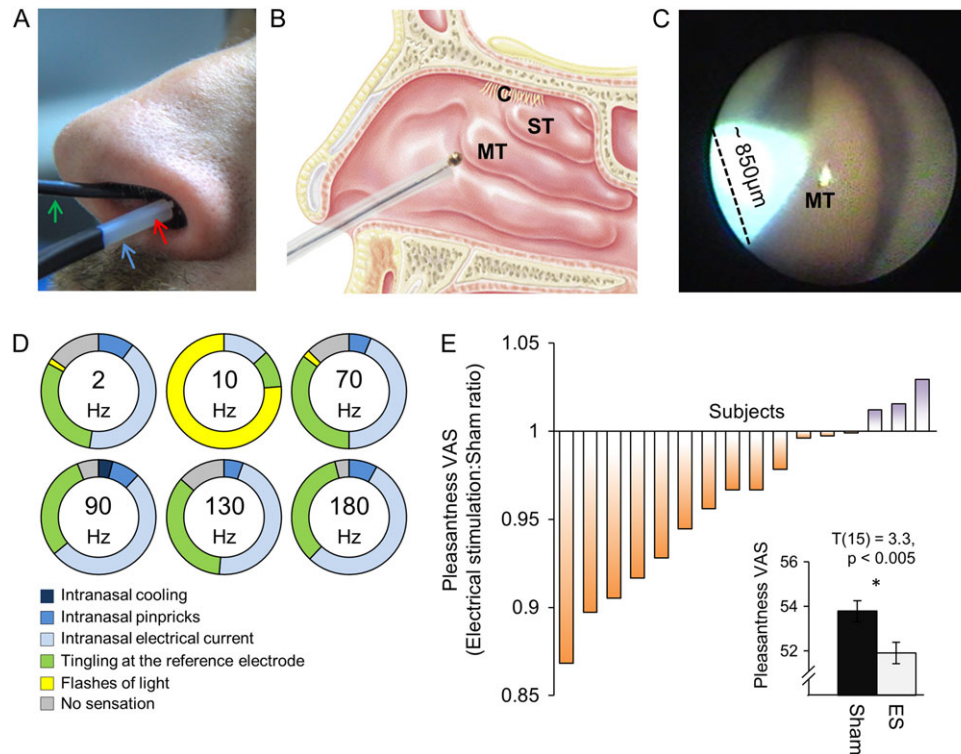 A
B
C
C
ST
MT
~ 850µm
MT
D
2
Hz
10
Hz
70
Hz
90
Hz
130
Hz
180
Hz
Intranasal cooling
Intranasal pinpricks
Intranasal electrical current
Tingling at the reference electrode
Flashes of light
No sensation
E
Pleasantness VAS
(Electrical stimulation:Sham ratio)
1.05
1
0.95
0.9
0.85
Subjects
T(15) = 3.3,
p < 0.005
*
Pleasantness VAS
56
54
52
Sham
ES